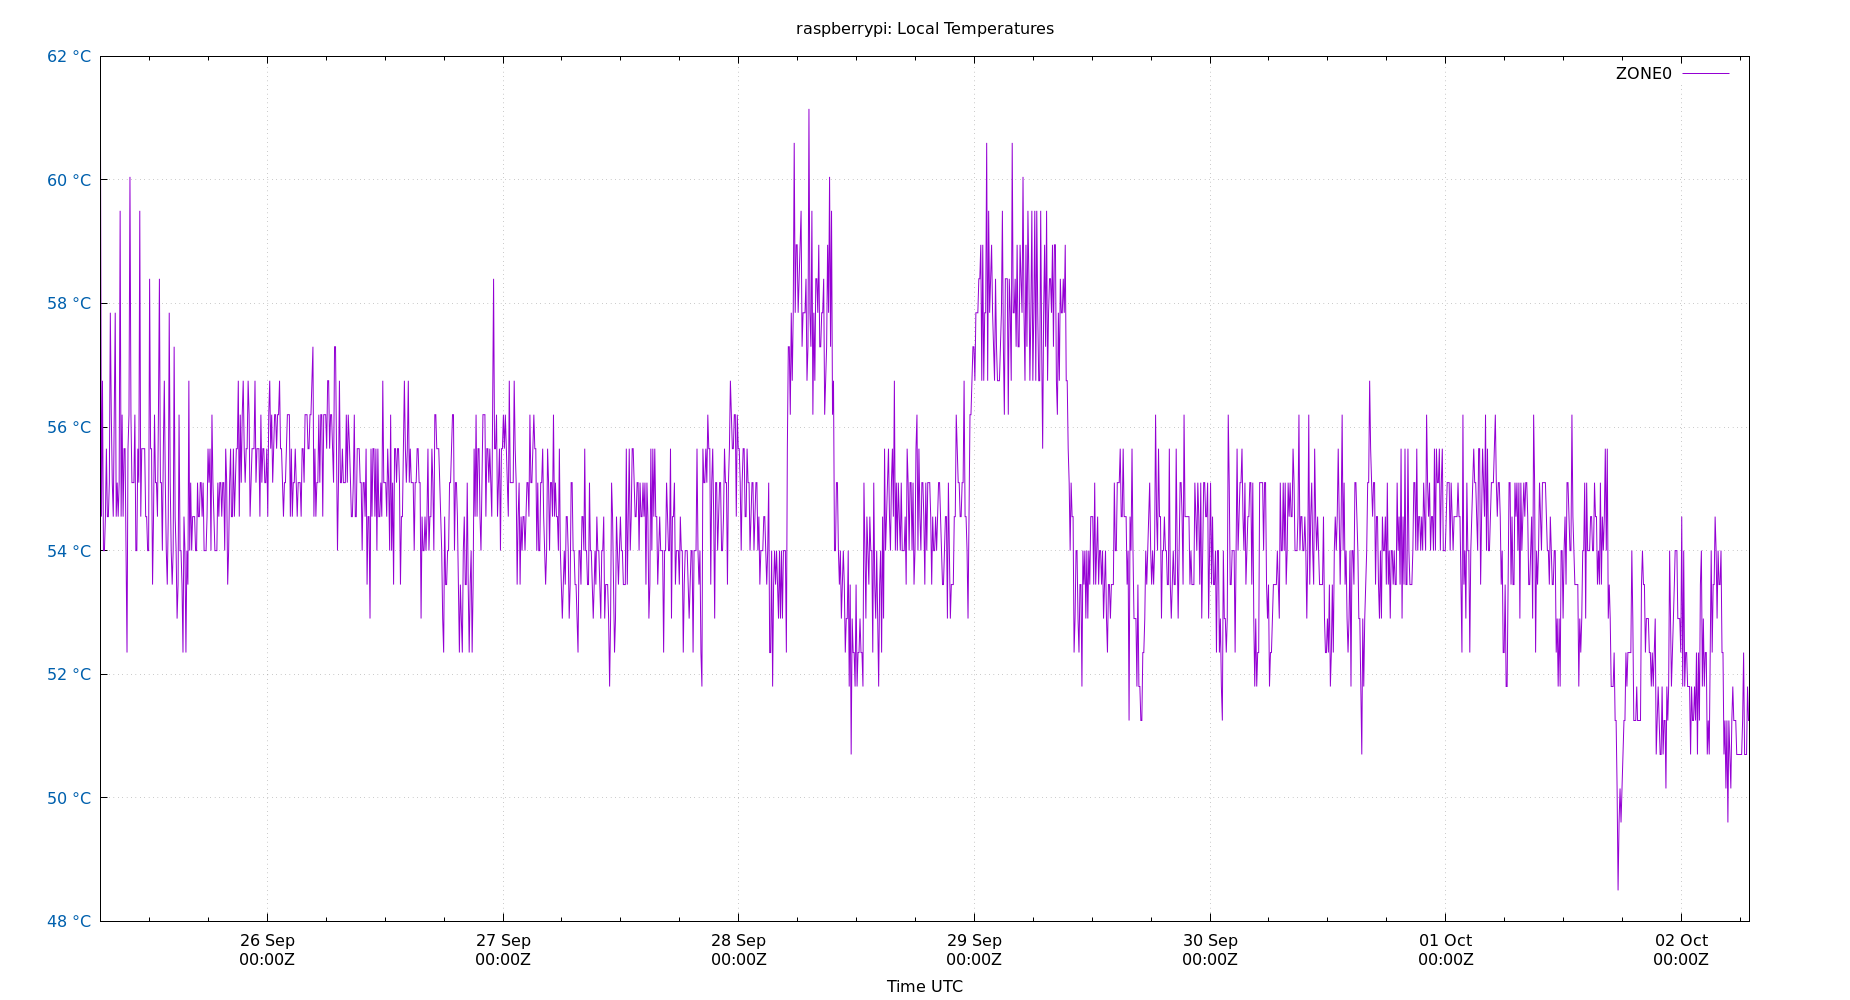 raspberrypi: Local Temperatures
62 °C
ZONE0
60 °C
58 °C
56 °C
54 °C
52 °C
50 °C
48 °C
26 Sep
00:00Z
27 Sep
00:00Z
28 Sep
00:00Z
29 Sep
00:00Z
30 Sep
00:00Z
01 Oct
00:00Z
02 Oct
00:00Z
Time UTC